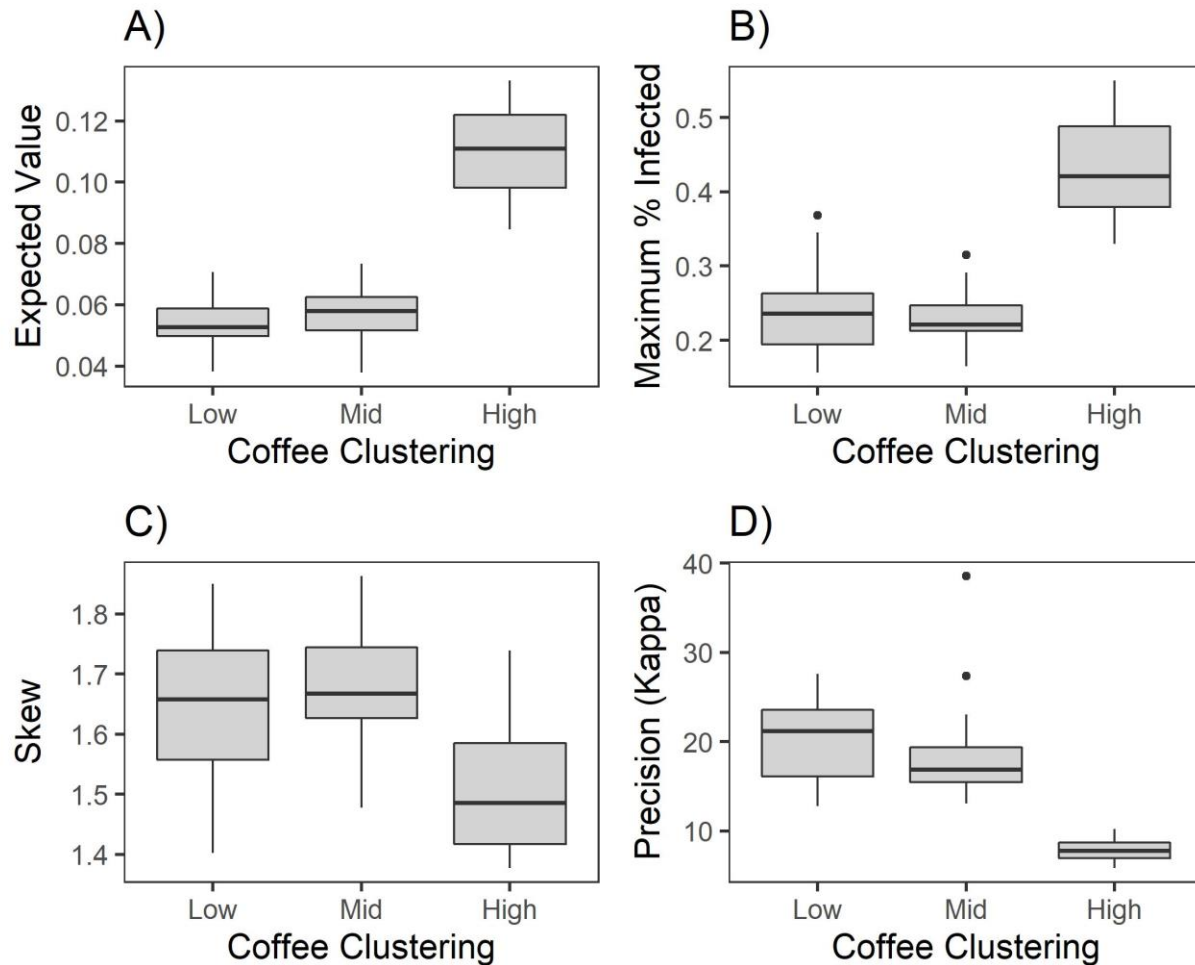 A)
Expected Value
0.12
0.10
0.08
0.06
0.04
Low Mid High
Coffee Clustering
B)
Maximum % Infected
0.5
0.4
0.3
0.2
Low Mid High
Coffee Clustering
C)
Skew
1.8
1.7
1.6
1.5
1.4
Low Mid High
Coffee Clustering
D)
Precision (Kappa)
40
30
20
10
Low Mid High
Coffee Clustering